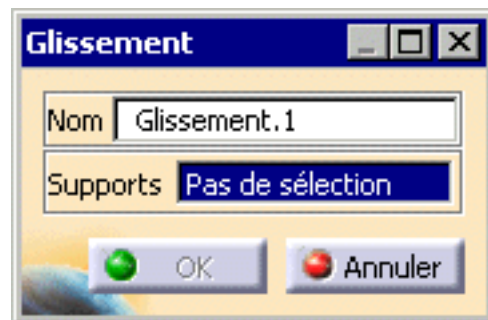 Glissement
Nom Glissement.1
Supports Pas de sélection
OK Annuler